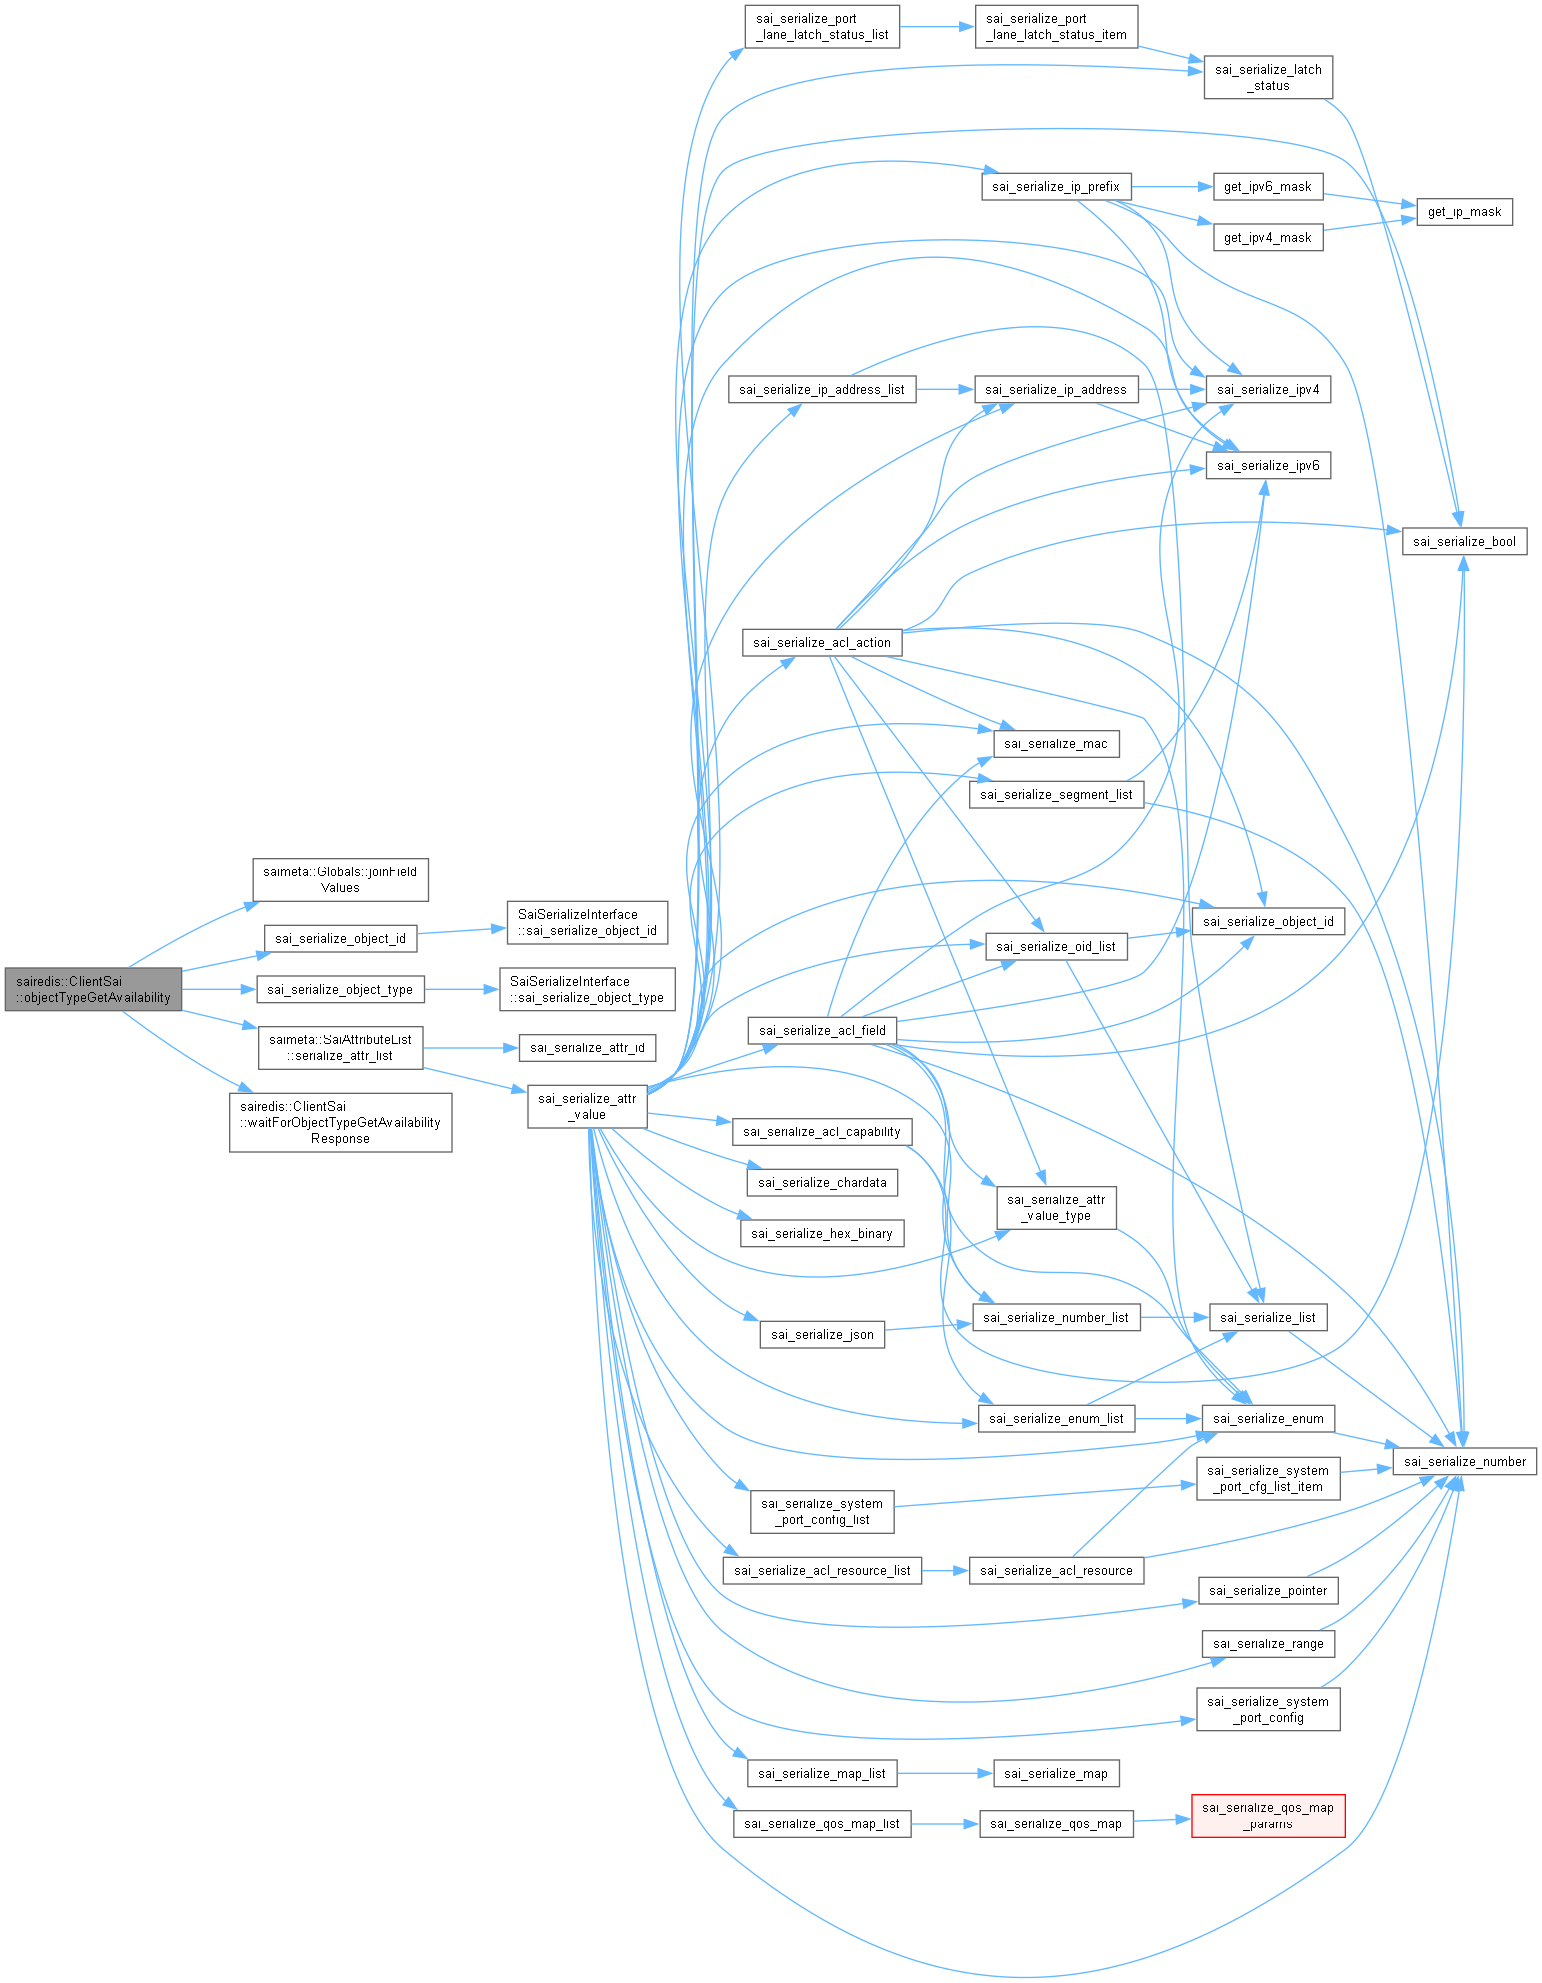 sai_serialize_port
_lane_latch_status_list
sai_serialize_port
_lane_latch_status_item
sai_serialize_latch
_status
sai_serialize_ip_prefix
get_ipv6_mask
get_ip_mask
get_ipv4_mask
sai_serialize_ip_address_list
sai_serialize_ip_address
sai_serialize_ipv4
sai_serialize_ipv6
sai_serialize_bool
sai_serialize_acl_action
sai_serialize_mac
sai_serialize_segment_list
saimeta::Globals::joinField
Values
SaiSerializeInterface
::sai_serialize_object_id
sai_serialize_object_id
sai_serialize_object_id
sai_serialize_oid_list
sairedis::ClientSai
::objectTypeGetAvailability
sai_serialize_object_type
SaiSerializeInterface
::sai_serialize_object_type
saimeta::SaiAttributeList
::serialize_attr_list
sai_serialize_attr_id
sai_serialize_acl_field
sairedis::ClientSai
::waitForObjectTypeGetAvailability
Response
sai_serialize_attr
_value
sai_serialize_acl_capability
sai_serialize_chardata
sai_serialize_attr
_value_type
sai_serialize_hex_binary
sai_serialize_json
sai_serialize_number_list
sai_serialize_list
sai_serialize_enum_list
sai_serialize_enum
sai_serialize_number
sai_serialize_system
_port_cfg_list_item
sai_serialize_system
_port_config_list
sai_serialize_acl_resource_list
sai_serialize_acl_resource
sai_serialize_pointer
sai_serialize_range
sai_serialize_system
_port_config
sai_serialize_map_list
sai_serialize_map
sai_serialize_qos_map_list
sai_serialize_qos_map
sai_serialize_qos_map
_params